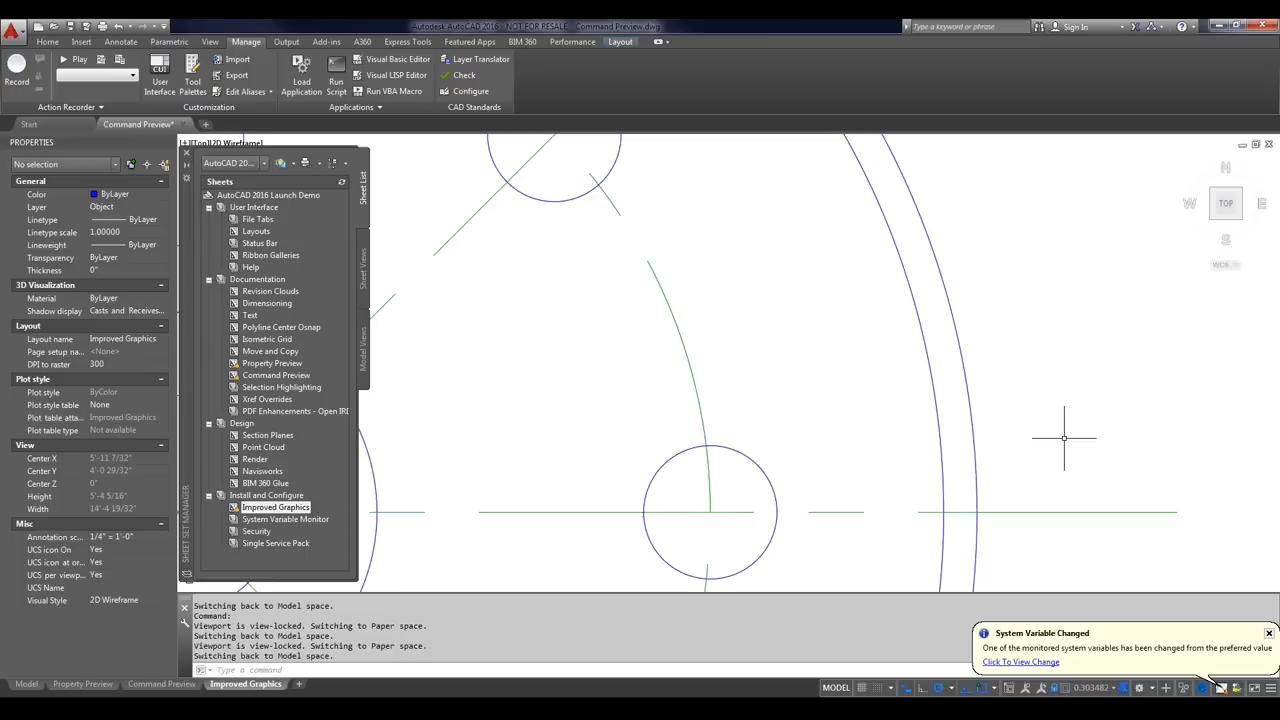 Autodesk AutoCAD 2016 - NOT FOR RESALE - Command Preview.dwg
Type a keyword or phrase
Sign In
Home Insert Annotate Parametric View Manage Output Add-ins A360 Express Tools Featured Apps BIM 360 Performance Layout
Record
Play
CUI
User Interface
Tool Palettes
Import
Export
Edit Aliases
Load Application
Run Script
Visual Basic Editor
Visual LISP Editor
Run VBA Macro
Layer Translator
Check
Configure
Action Recorder
Customization
Applications
CAD Standards
Start
Command Preview*
PROPERTIES
No selection
General
Color ByLayer
Layer Object
Linetype ByLayer
Linetype scale 1.00000
Lineweight ByLayer
Transparency ByLayer
Thickness 0"
3D Visualization
Material ByLayer
Shadow display Casts and Receives...
Layout
Layout name Improved Graphics
Page setup na... <None>
DPI to raster 300
Plot style
Plot style ByColor
Plot style table None
Plot table atta... Improved Graphics
Plot table type Not available
View
Center X 5'-11 7/32"
Center Y 4'-0 29/32"
Center Z 0"
Height 5'-4 5/16"
Width 14'-4 19/32"
Misc
Annotation sc... 1/4" = 1'-0"
UCS icon On Yes
UCS icon at or... Yes
UCS per viewp... Yes
UCS Name
Visual Style 2D Wireframe
[+][Top][2D Wireframe]
AutoCAD 20...
Sheets
AutoCAD 2016 Launch Demo
User Interface
File Tabs
Layouts
Status Bar
Ribbon Galleries
Help
Documentation
Revision Clouds
Dimensioning
Text
Polyline Center Osnap
Isometric Grid
Move and Copy
Property Preview
Command Preview
Selection Highlighting
Xref Overrides
PDF Enhancements - Open IRD
Design
Section Planes
Point Cloud
Render
Navisworks
BIM 360 Glue
Install and Configure
Improved Graphics
System Variable Monitor
Security
Single Service Pack
Sheet List
Sheet Views
Model Views
SHEET SET MANAGER
N
W TOP E
S
WCS
Switching back to Model space.
Command:
Viewport is view-locked. Switching to Paper space.
Switching back to Model space.
Viewport is view-locked. Switching to Paper space.
Switching back to Model space.
Type a command
System Variable Changed
One of the monitored system variables has been changed from the preferred value
Click To View Change
Model Property Preview Command Preview Improved Graphics
MODEL
0.303482